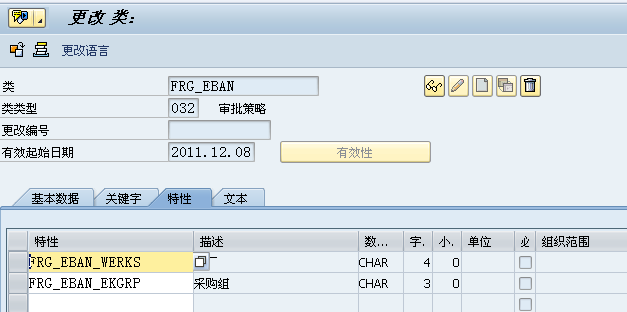 更改 类:
更改语言
类 FRG_EBAN
类类型 032 审批策略
更改编号
有效起始日期 2011.12.08 有效性
基本数据 关键字 特性 文本
特性 描述 数... 字. 小. 单位 必 组织范围
FRG_EBAN_WERKS CHAR 4 0
FRG_EBAN_EKGRP 采购组 CHAR 3 0